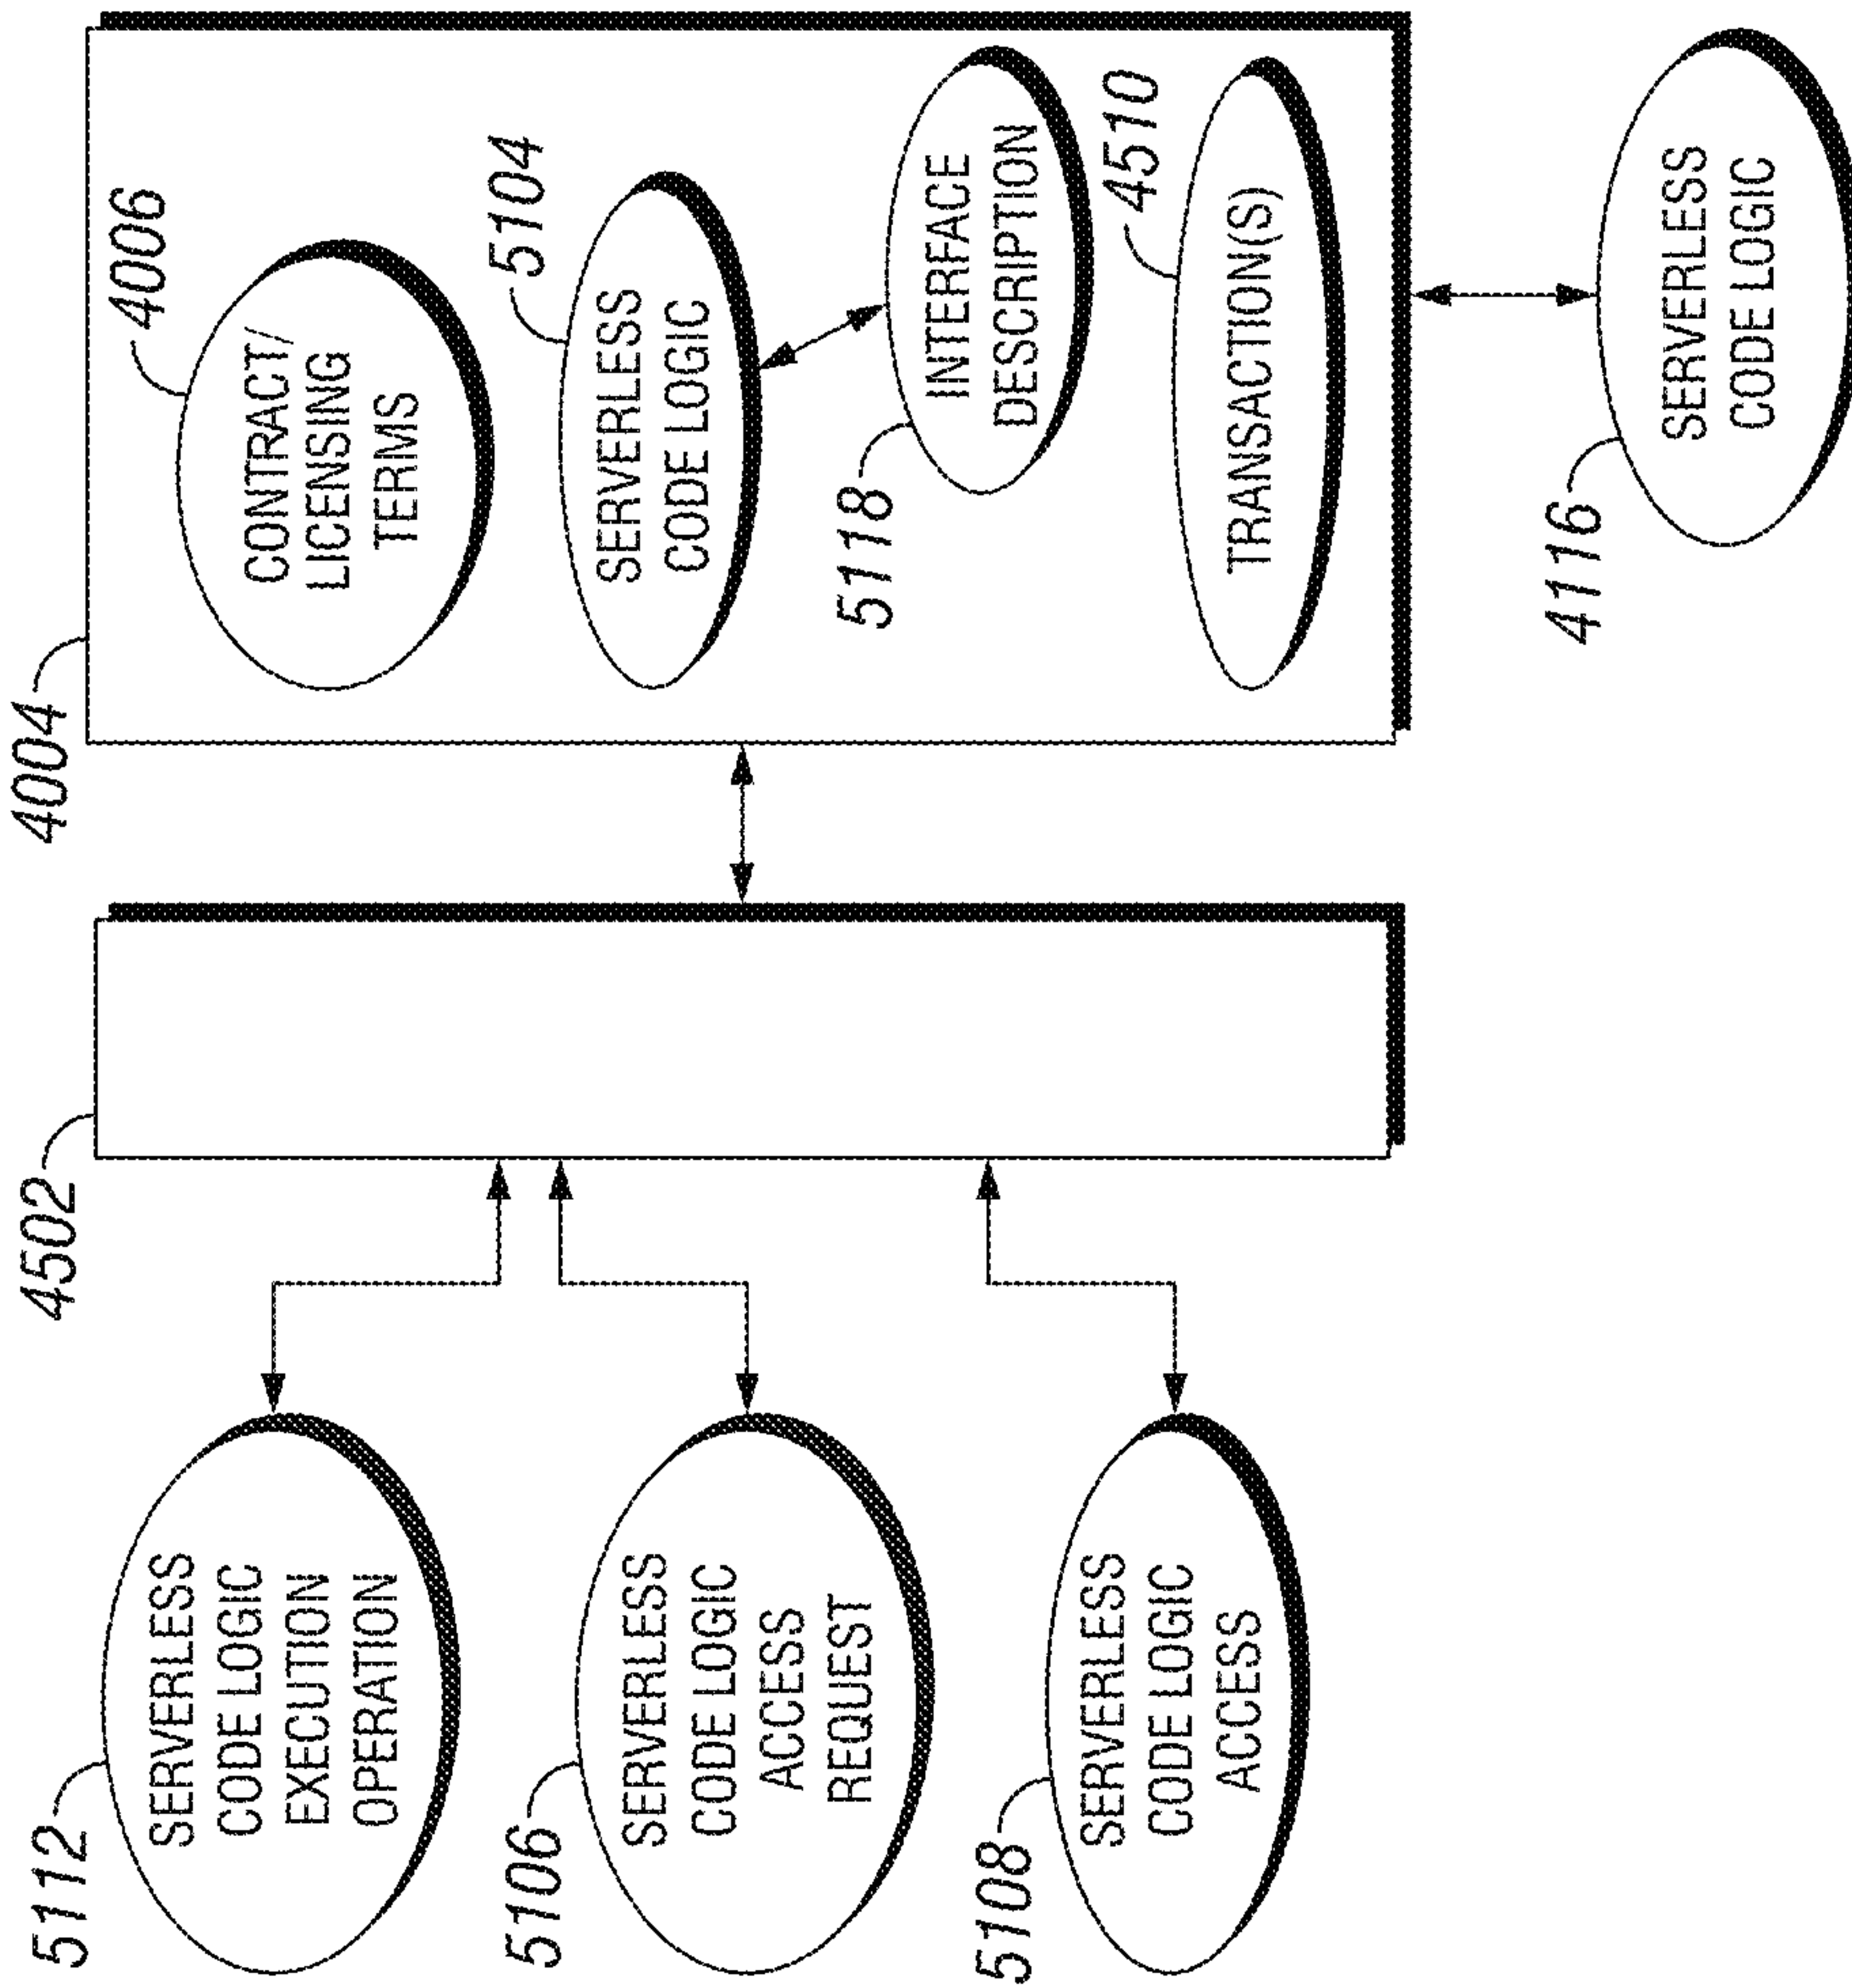 5112
SERVERLESS
CODE LOGIC
EXECUTION
OPERATION
5106
SERVERLESS
CODE LOGIC
ACCESS
REQUEST
5108
SERVERLESS
CODE LOGIC
ACCESS
4502
4004
4006
CONTRACT/
LICENSING
TERMS
5104
SERVERLESS
CODE LOGIC
5118
INTERFACE
DESCRIPTION
4510
TRANSACTION(S)
4116
SERVERLESS
CODE LOGIC